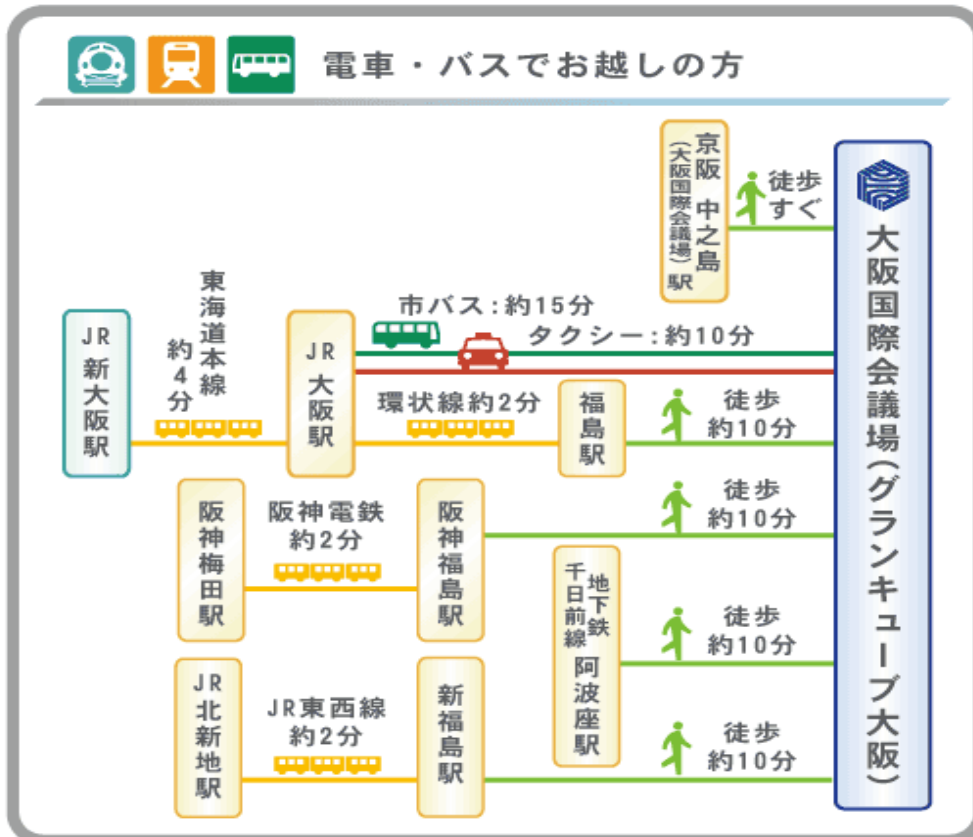 電車・バスでお越しの方
京阪 中之島駅
(大阪国際会議場)
徒歩
すぐ
大阪国際会議場(グランキューブ大阪)
JR 新大阪駅
東海道本線
約4分
JR 大阪駅
市バス:約15分
タクシー:約10分
環状線約2分
福島駅
徒歩
約10分
阪神梅田駅
阪神電鉄
約2分
阪神福島駅
徒歩
約10分
地下鉄
千日前線
阿波座駅
徒歩
約10分
JR 北新地駅
JR東西線
約2分
新福島駅
徒歩
約10分